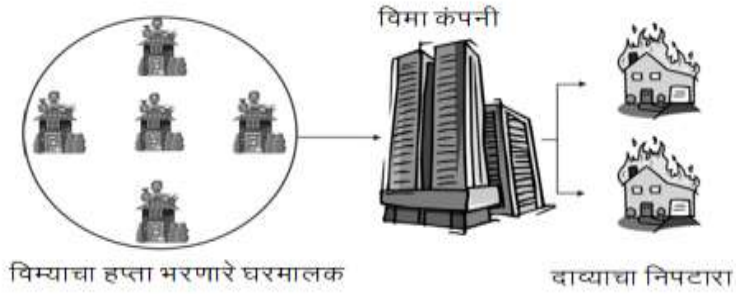 विमा कंपनी
विम्याचा हप्ता भरणारे घरमालक
दाव्याचा निपटारा